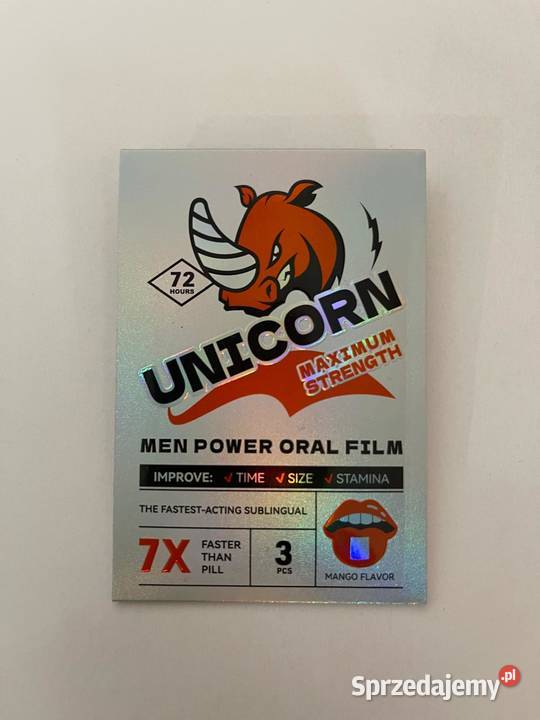 72
HOURS
UNICORN
MAXIMUM
STRENGTH
MEN POWER ORAL FILM
IMPROVE: ✓ TIME ✓ SIZE ✓ STAMINA
THE FASTEST-ACTING SUBLINGUAL
7X
FASTER
THAN
PILL
3
PCS
MANGO FLAVOR
Sprzedajemy.pl